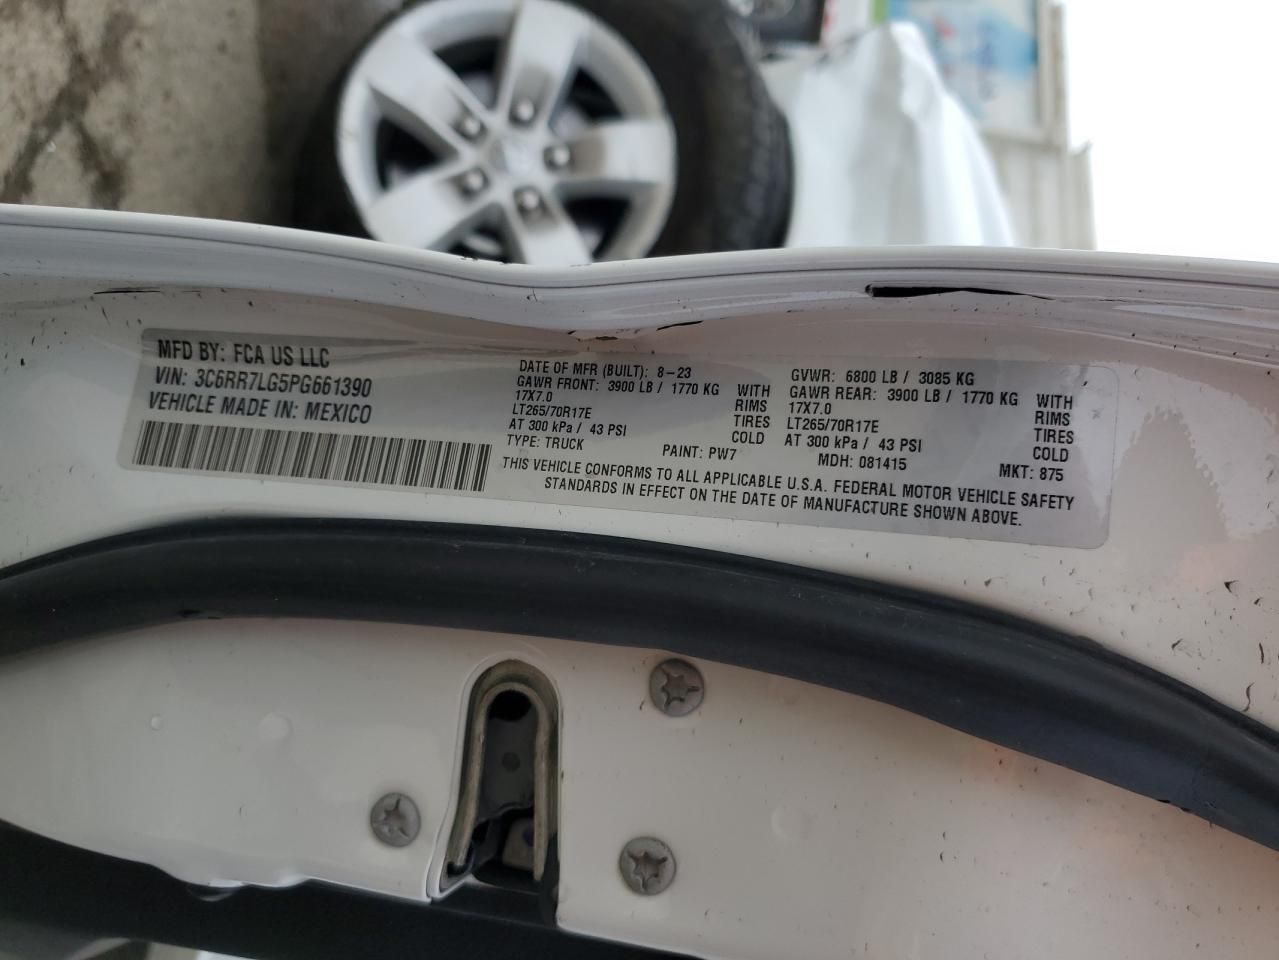 MFD BY: FCA US LLC
VIN: 3C6RR7LG5PG661390
VEHICLE MADE IN: MEXICO
DATE OF MFR (BUILT): 8-23
GAWR FRONT: 3900 LB / 1770 KG WITH
17X7.0 RIMS
LT265/70R17E TIRES
AT 300 kPa / 43 PSI COLD
TYPE: TRUCK
PAINT: PW7
GVWR: 6800 LB / 3085 KG
GAWR REAR: 3900 LB / 1770 KG WITH
17X7.0 RIMS
LT265/70R17E TIRES
AT 300 kPa / 43 PSI COLD
MDH: 081415
MKT: 875
THIS VEHICLE CONFORMS TO ALL APPLICABLE U.S.A. FEDERAL MOTOR VEHICLE SAFETY
STANDARDS IN EFFECT ON THE DATE OF MANUFACTURE SHOWN ABOVE.